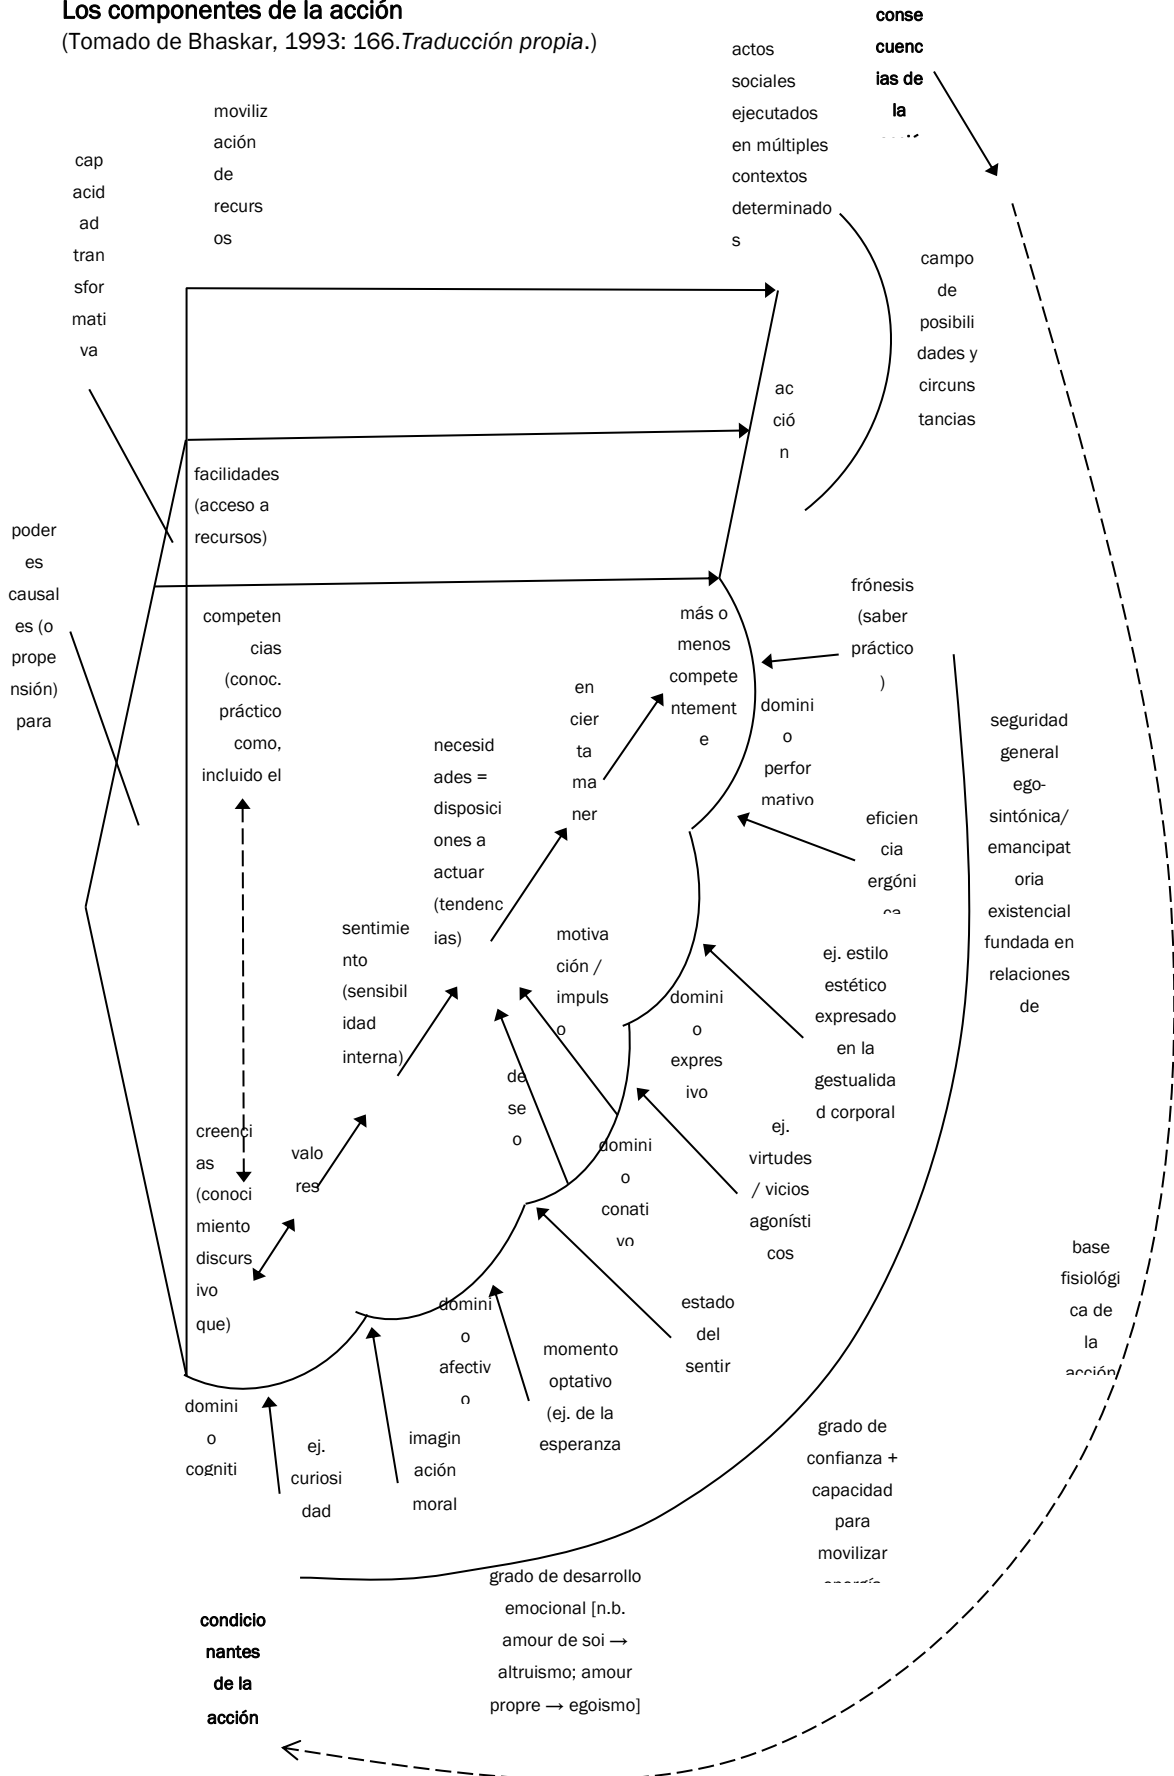 Los componentes de la acción
(Tomado de Bhaskar, 1993: 166.Traducción propia.)
conse
cuenc
ias de
la
actos
sociales
ejecutados
en múltiples
contextos
determinado
s
moviliz
ación
de
recurs
os
cap
acid
ad
tran
sfor
mati
va
campo
de
posibili
dades y
circuns
tancias
ac
ció
n
facilidades
(acceso a
recursos)
poder
es
causal
es (o
prope
nsión)
para
competen
cias
(conoc.
práctico
como,
incluido el
más o
menos
compete
ntement
e
frónesis
(saber
práctico
)
en
cier
ta
ma
ner
domini
o
perfor
mativo
necesid
ades =
disposici
ones a
actuar
(tendenc
ias)
seguridad
general
ego-
sintónica/
emancipat
oria
existencial
fundada en
relaciones
de
eficien
cia
ergóni
ca
sentimie
nto
(sensibil
idad
interna)
motiva
ción /
impuls
o
domini
o
expres
ivo
ej. estilo
estético
expresado
en la
gestualida
d corporal
de
se
o
creenci
as
(conoci
miento
discurs
ivo
que)
valo
res
domini
o
conati
vo
ej.
virtudes
/ vicios
agonísti
cos
base
fisiológi
ca de
la
acción
domini
o
afectiv
o
estado
del
sentir
momento
optativo
(ej. de la
esperanza
domini
o
cogniti
ej.
curiosi
dad
imagin
ación
moral
grado de
confianza +
capacidad
para
movilizar
energía
grado de desarrollo
emocional [n.b.
amour de soi →
altruismo; amour
propre → egoismo]
condicio
nantes
de la
acción